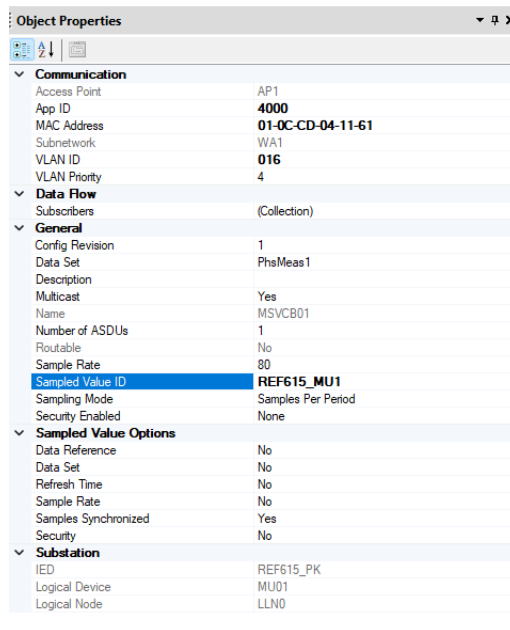 Object Properties
Communication
Access Point AP1
App ID 4000
MAC Address 01-0C-CD-04-11-61
Subnetwork WA1
VLAN ID 016
VLAN Priority 4
Data Flow
Subscribers (Collection)
General
Config Revision 1
Data Set PhsMeas1
Description
Multicast Yes
Name MSVCB01
Number of ASDUs 1
Routable No
Sample Rate 80
Sampled Value ID REF615_MU1
Sampling Mode Samples Per Period
Security Enabled None
Sampled Value Options
Data Reference No
Data Set No
Refresh Time No
Sample Rate No
Samples Synchronized Yes
Security No
Substation
IED REF615_PK
Logical Device MU01
Logical Node LLN0